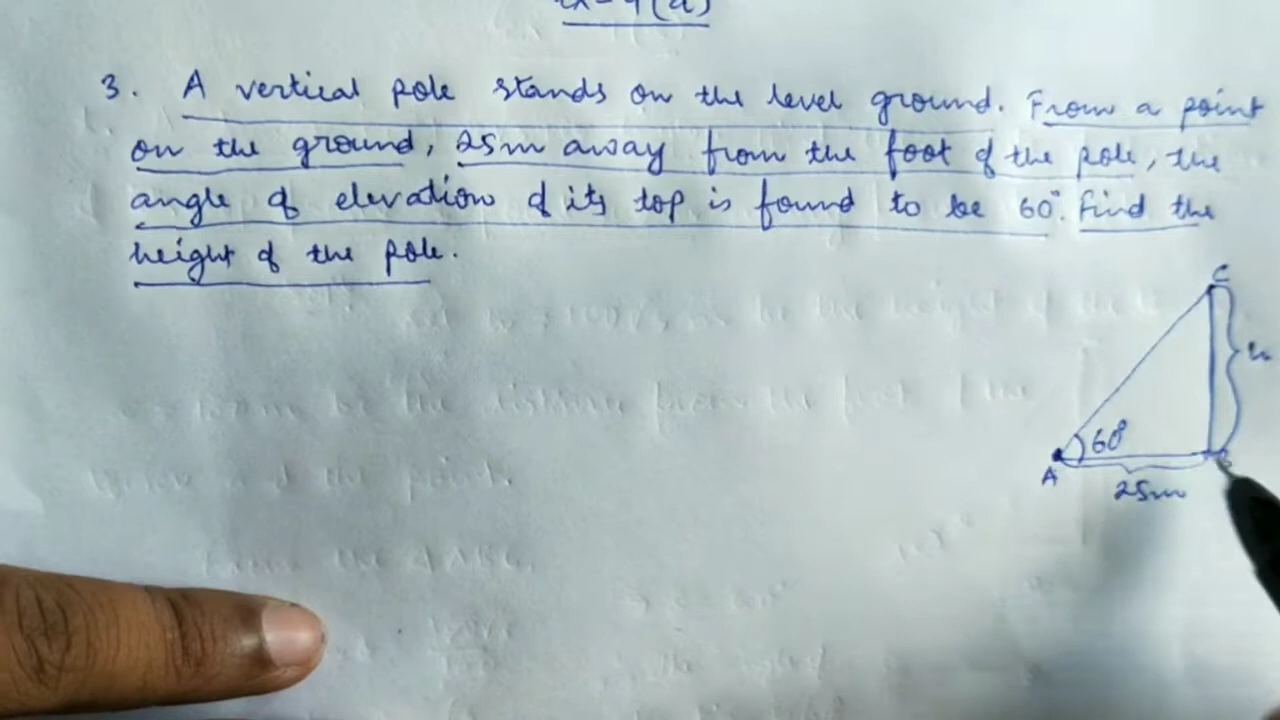 3. A vertical pole stands on the level ground. From a point
on the ground, 25m away from the foot of the pole, the
angle of elevation of its top is found to be 60°. Find the
height of the pole.
C
60°
A
25m